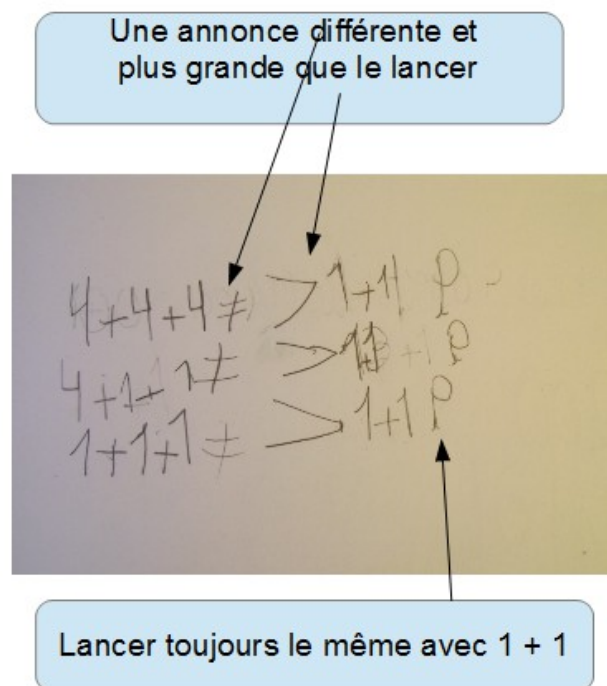 Une annonce différente et
plus grande que le lancer
4+4+4 ≠ > 1+1 P
4+1+1 ≠ > P
1+1+1 ≠ > 1+1 P
Lancer toujours le même avec 1 + 1